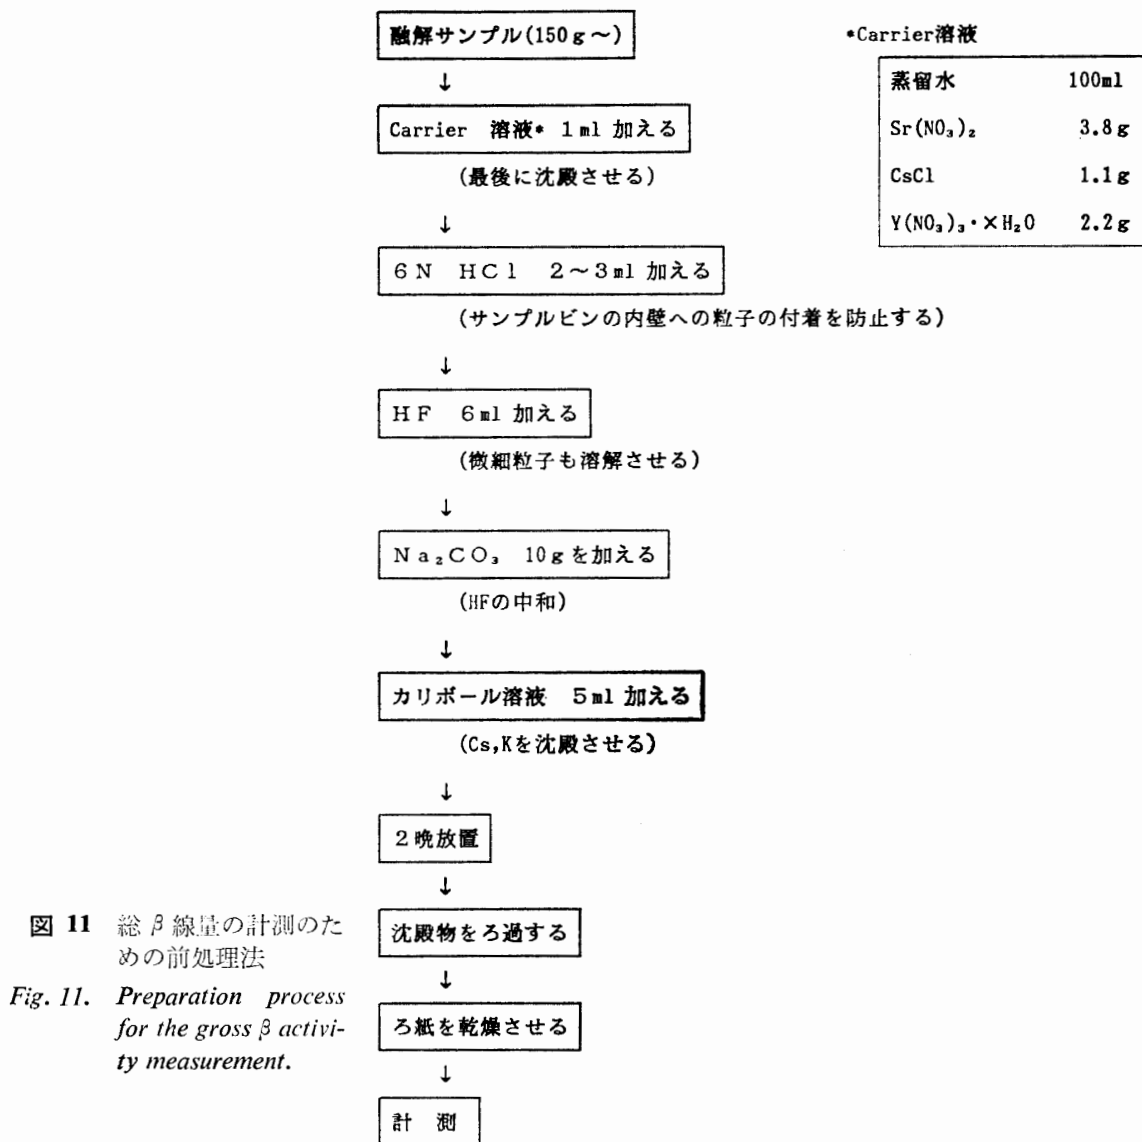 融解サンプル(150g～)
↓
Carrier 溶液* 1ml 加える
(最後に沈殿させる)
↓
6N HCl 2～3ml 加える
(サンプルビンの内壁への粒子の付着を防止する)
↓
HF 6ml 加える
(微細粒子も溶解させる)
↓
Na₂CO₃ 10gを加える
(HFの中和)
↓
カリボール溶液 5ml 加える
(Cs,Kを沈殿させる)
↓
2晩放置
↓
沈殿物をろ過する
↓
ろ紙を乾燥させる
↓
計 測
*Carrier溶液
蒸留水 100ml
Sr(NO₃)₂ 3.8g
CsCl 1.1g
Y(NO₃)₃・×H₂O 2.2g
図 11 総β線量の計測のた
めの前処理法
Fig. 11. Preparation process
for the gross β activi-
ty measurement.